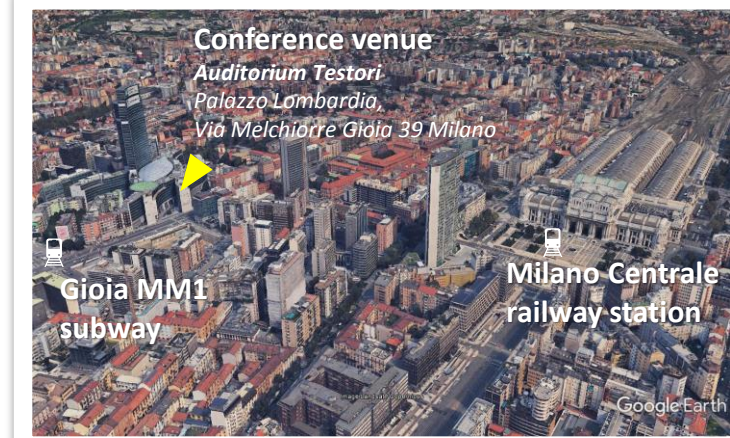 Conference venue
Auditorium Testori
Palazzo Lombardia,
Via Melchiorre Gioia 39 Milano
Gioia MM1
subway
Milano Centrale
railway station
Google Earth